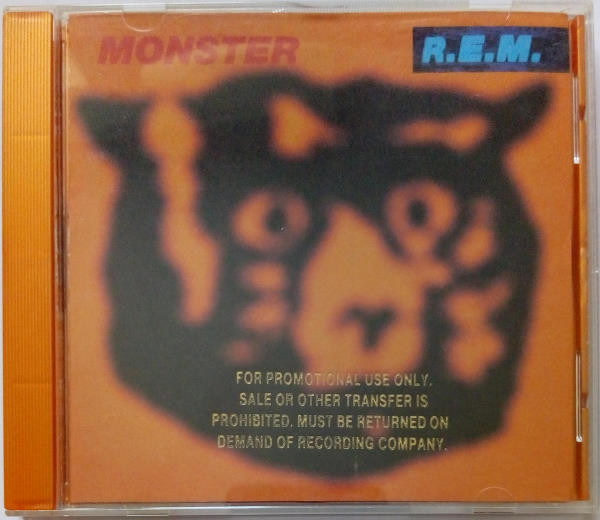 MONSTER
R.E.M.
FOR PROMOTIONAL USE ONLY.
SALE OR OTHER TRANSFER IS
PROHIBITED. MUST BE RETURNED ON
DEMAND OF RECORDING COMPANY.